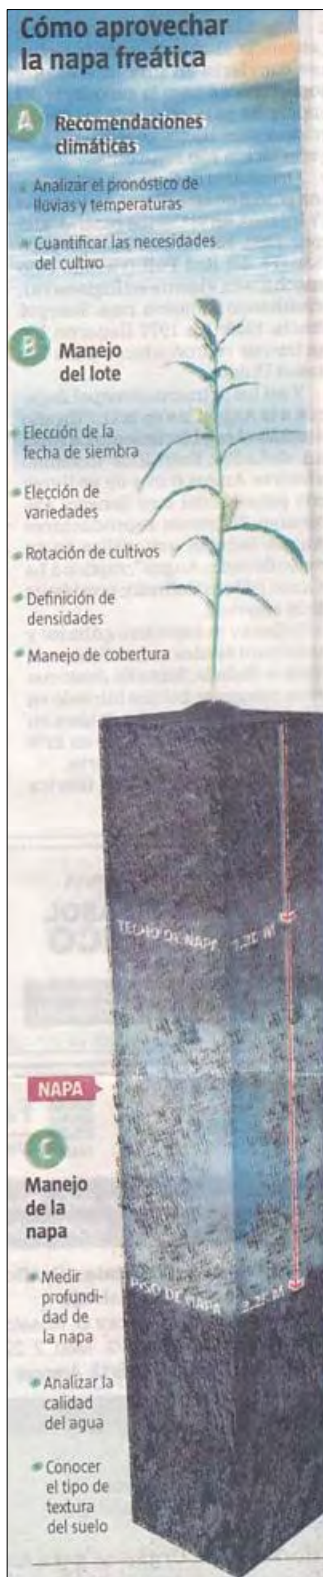 Cómo aprovechar
la napa freática
A Recomendaciones
climáticas
Analizar el pronóstico de
lluvias y temperaturas
Cuantificar las necesidades
del cultivo
B Manejo
del lote
Elección de la
fecha de siembra
Elección de
variedades
Rotación de cultivos
Definición de
densidades
Manejo de cobertura
TECHO DE NAPA
NAPA
C
Manejo
de la
napa
PISO DE NAPA
Medir
profundi-
dad de
la napa
Analizar la
calidad
del agua
Conocer
el tipo de
textura
del suelo